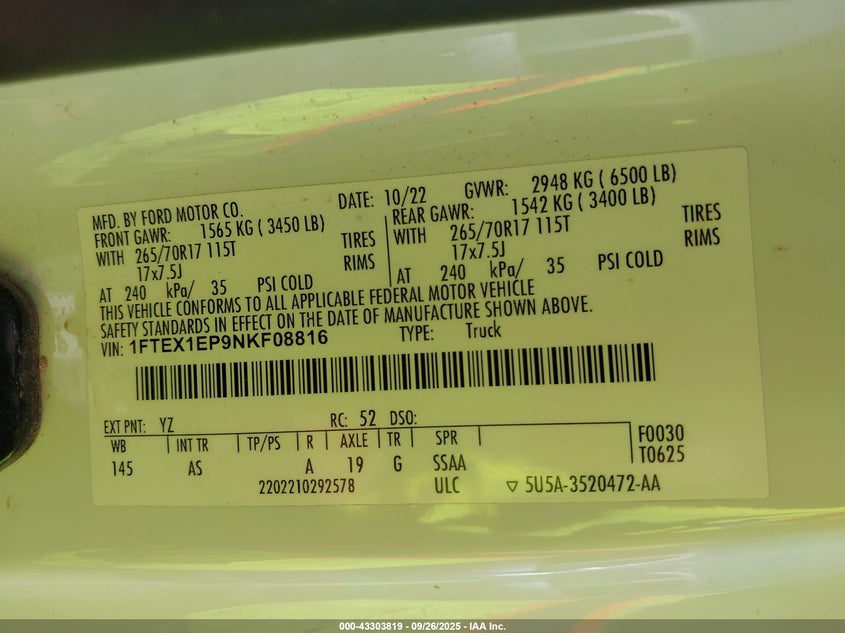 MFD. BY FORD MOTOR CO. DATE: 10/22 GVWR: 2948 KG ( 6500 LB)
FRONT GAWR: 1565 KG ( 3450 LB) REAR GAWR: 1542 KG ( 3400 LB)
WITH 265/70R17 115T TIRES WITH 265/70R17 115T TIRES
17x7.5J RIMS 17x7.5J RIMS
AT 240 kPa/ 35 PSI COLD AT 240 kPa/ 35 PSI COLD
THIS VEHICLE CONFORMS TO ALL APPLICABLE FEDERAL MOTOR VEHICLE
SAFETY STANDARDS IN EFFECT ON THE DATE OF MANUFACTURE SHOWN ABOVE.
VIN: 1FTEX1EP9NKF08816 TYPE: Truck
EXT PNT: YZ RC: 52 DSO:
WB INT TR TP/PS R AXLE TR SPR F0030
145 AS A 19 G SSAA T0625
2202210292578 ULC ▽ 5U5A-3520472-AA
000-43303819 - 09/26/2025 - IAA Inc.